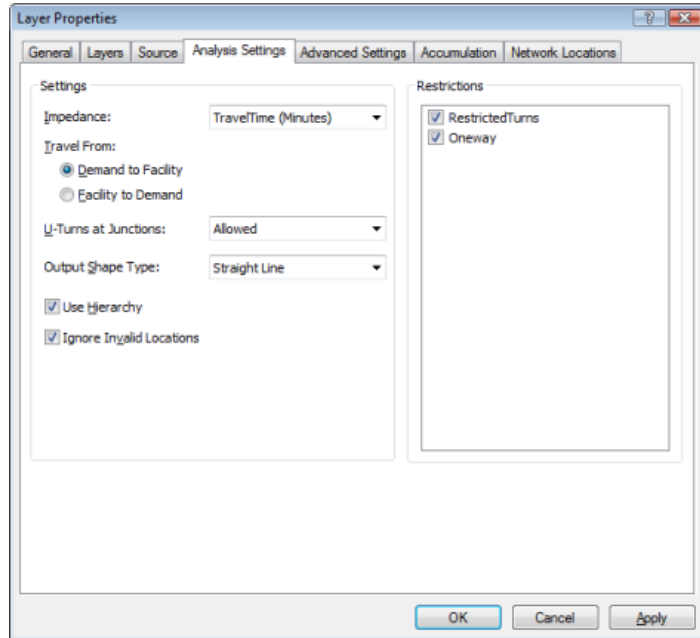 Layer Properties
General Layers Source Analysis Settings Advanced Settings Accumulation Network Locations
Settings
Impedance: TravelTime (Minutes)
Travel From:
Demand to Facility
Facility to Demand
U-Turns at Junctions: Allowed
Output Shape Type: Straight Line
Use Hierarchy
Ignore Invalid Locations
Restrictions
RestrictedTurns
Oneway
OK Cancel Apply